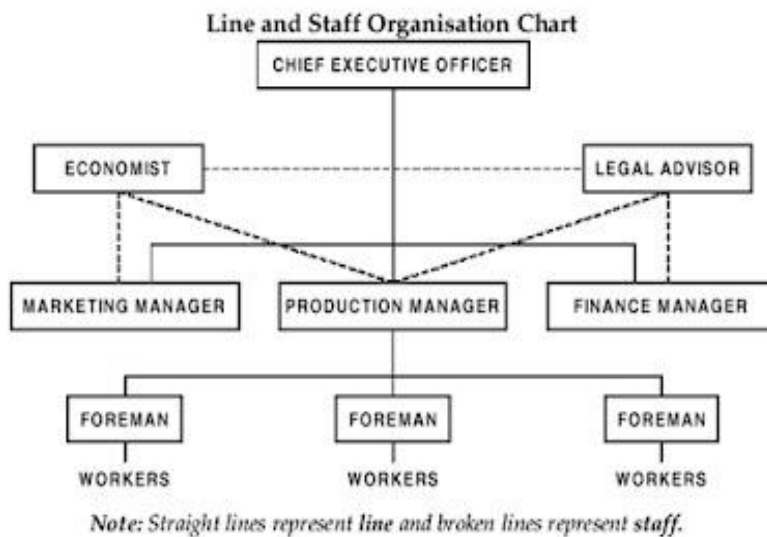 Line and Staff Organisation Chart
CHIEF EXECUTIVE OFFICER
ECONOMIST
LEGAL ADVISOR
MARKETING MANAGER
PRODUCTION MANAGER
FINANCE MANAGER
FOREMAN
FOREMAN
FOREMAN
WORKERS
WORKERS
WORKERS
Note: Straight lines represent line and broken lines represent staff.